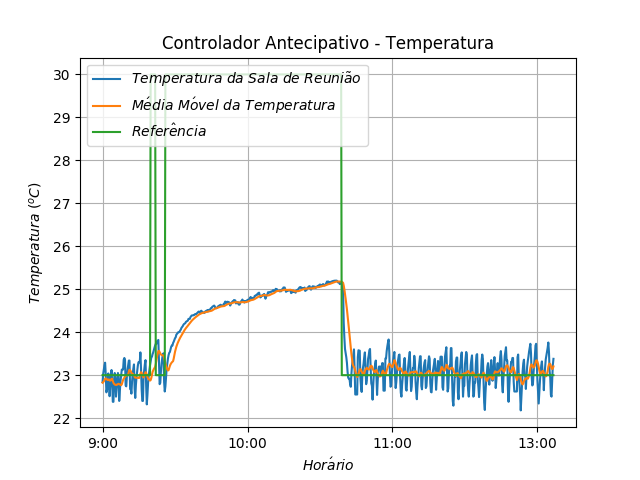 Controlador Antecipativo - Temperatura
Temperatura da Sala de Reunião
Média Móvel da Temperatura
Referência
Temperatura (°C)
30
29
28
27
26
25
24
23
22
9:00 10:00 11:00 13:00
Horário